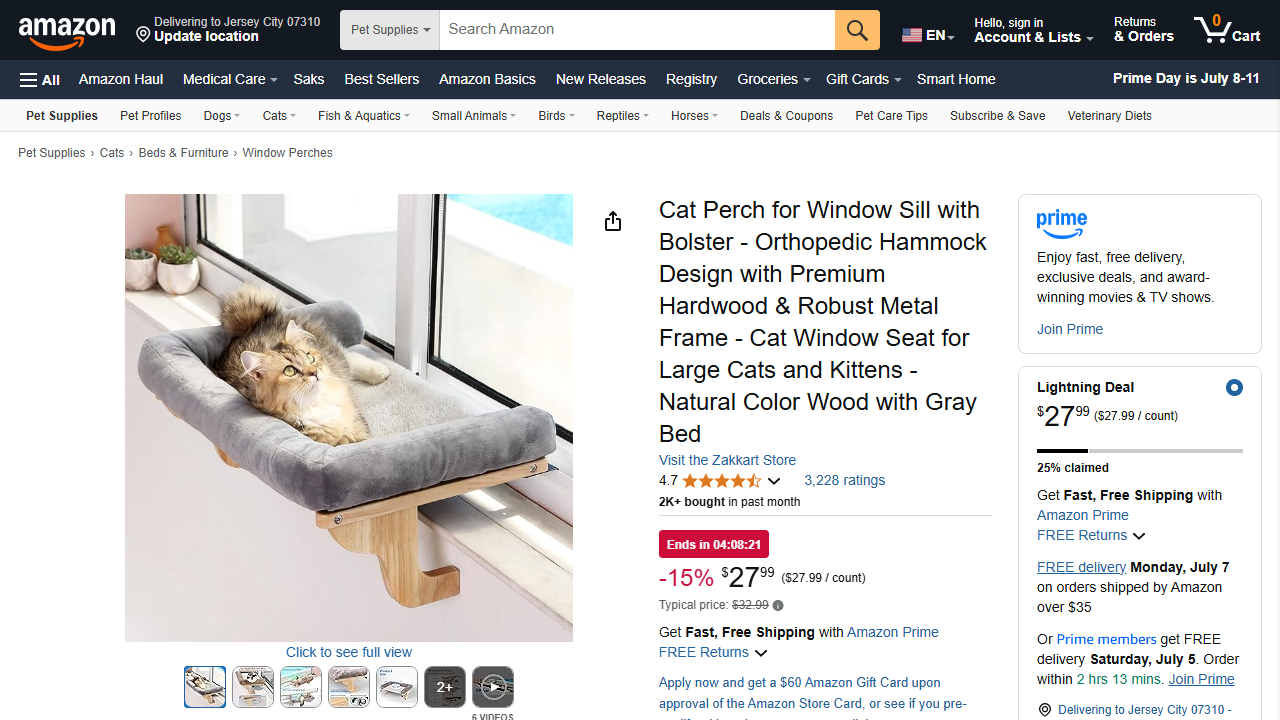 amazon
Delivering to Jersey City 07310
Update location
Pet Supplies
Search Amazon
EN
Hello, sign in
Account & Lists
Returns
& Orders
0
Cart
All
Amazon Haul
Medical Care
Saks
Best Sellers
Amazon Basics
New Releases
Registry
Groceries
Gift Cards
Smart Home
Prime Day is July 8-11
Pet Supplies
Pet Profiles
Dogs
Cats
Fish & Aquatics
Small Animals
Birds
Reptiles
Horses
Deals & Coupons
Pet Care Tips
Subscribe & Save
Veterinary Diets
Pet Supplies › Cats › Beds & Furniture › Window Perches
Click to see full view
2+
6 VIDEOS
Cat Perch for Window Sill with
Bolster - Orthopedic Hammock
Design with Premium
Hardwood & Robust Metal
Frame - Cat Window Seat for
Large Cats and Kittens -
Natural Color Wood with Gray
Bed
Visit the Zakkart Store
4.7
3,228 ratings
2K+ bought in past month
Ends in 04:08:21
-15% $27.99 ($27.99 / count)
Typical price: $32.99
Get Fast, Free Shipping with Amazon Prime
FREE Returns
Apply now and get a $60 Amazon Gift Card upon
approval of the Amazon Store Card, or see if you pre-
prime
Enjoy fast, free delivery,
exclusive deals, and award-
winning movies & TV shows.
Join Prime
Lightning Deal
$27.99 ($27.99 / count)
25% claimed
Get Fast, Free Shipping with
Amazon Prime
FREE Returns
FREE delivery Monday, July 7
on orders shipped by Amazon
over $35
Or Prime members get FREE
delivery Saturday, July 5. Order
within 2 hrs 13 mins. Join Prime
Delivering to Jersey City 07310 -